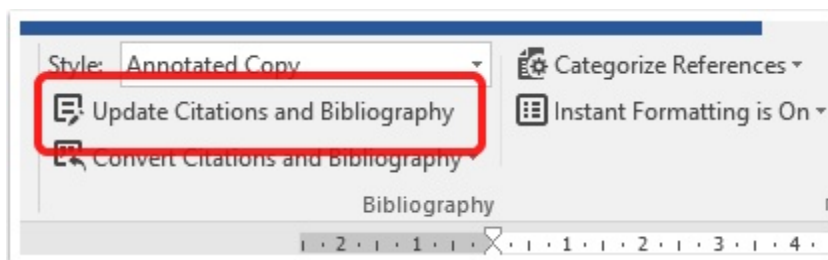 Style: Annotated Copy Categorize References
Update Citations and Bibliography Instant Formatting is On
Convert Citations and Bibliography
Bibliography
2 1 1 2 3 4